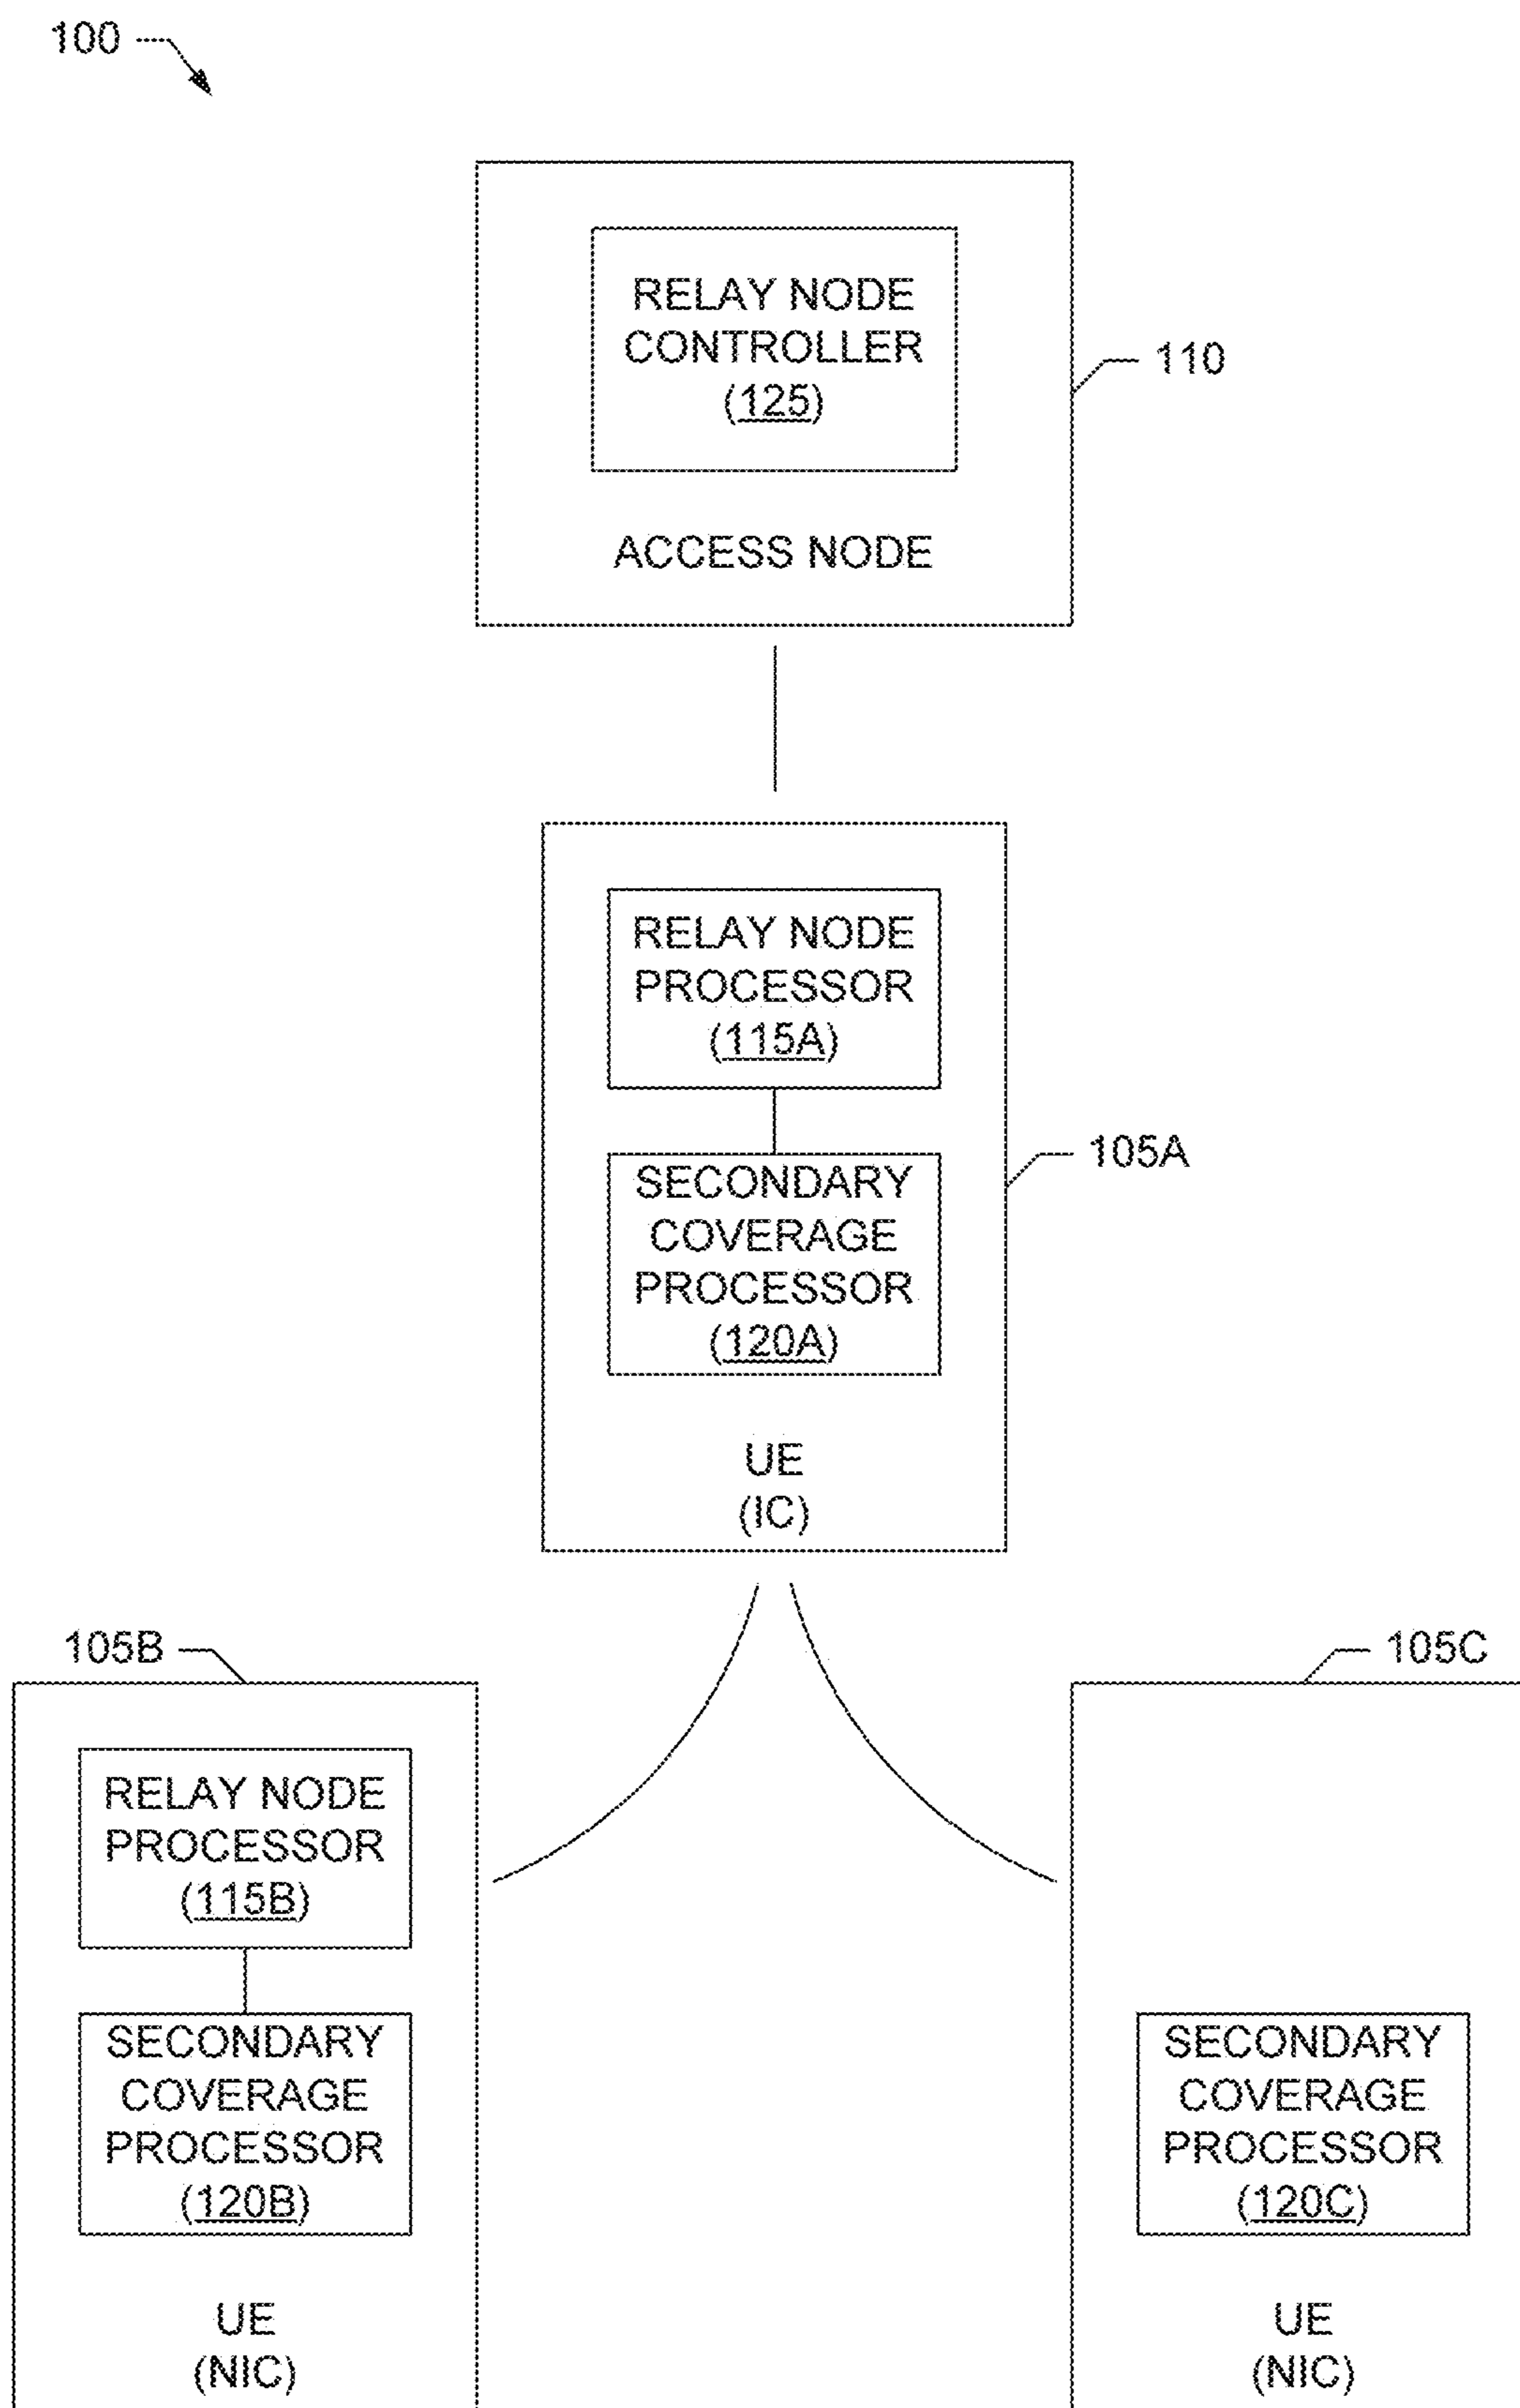 100
RELAY NODE
CONTROLLER
(125)
110
ACCESS NODE
RELAY NODE
PROCESSOR
(115A)
105A
SECONDARY
COVERAGE
PROCESSOR
(120A)
UE
(IC)
105B
105C
RELAY NODE
PROCESSOR
(115B)
SECONDARY
COVERAGE
PROCESSOR
(120B)
UE
(NIC)
SECONDARY
COVERAGE
PROCESSOR
(120C)
UE
(NIC)